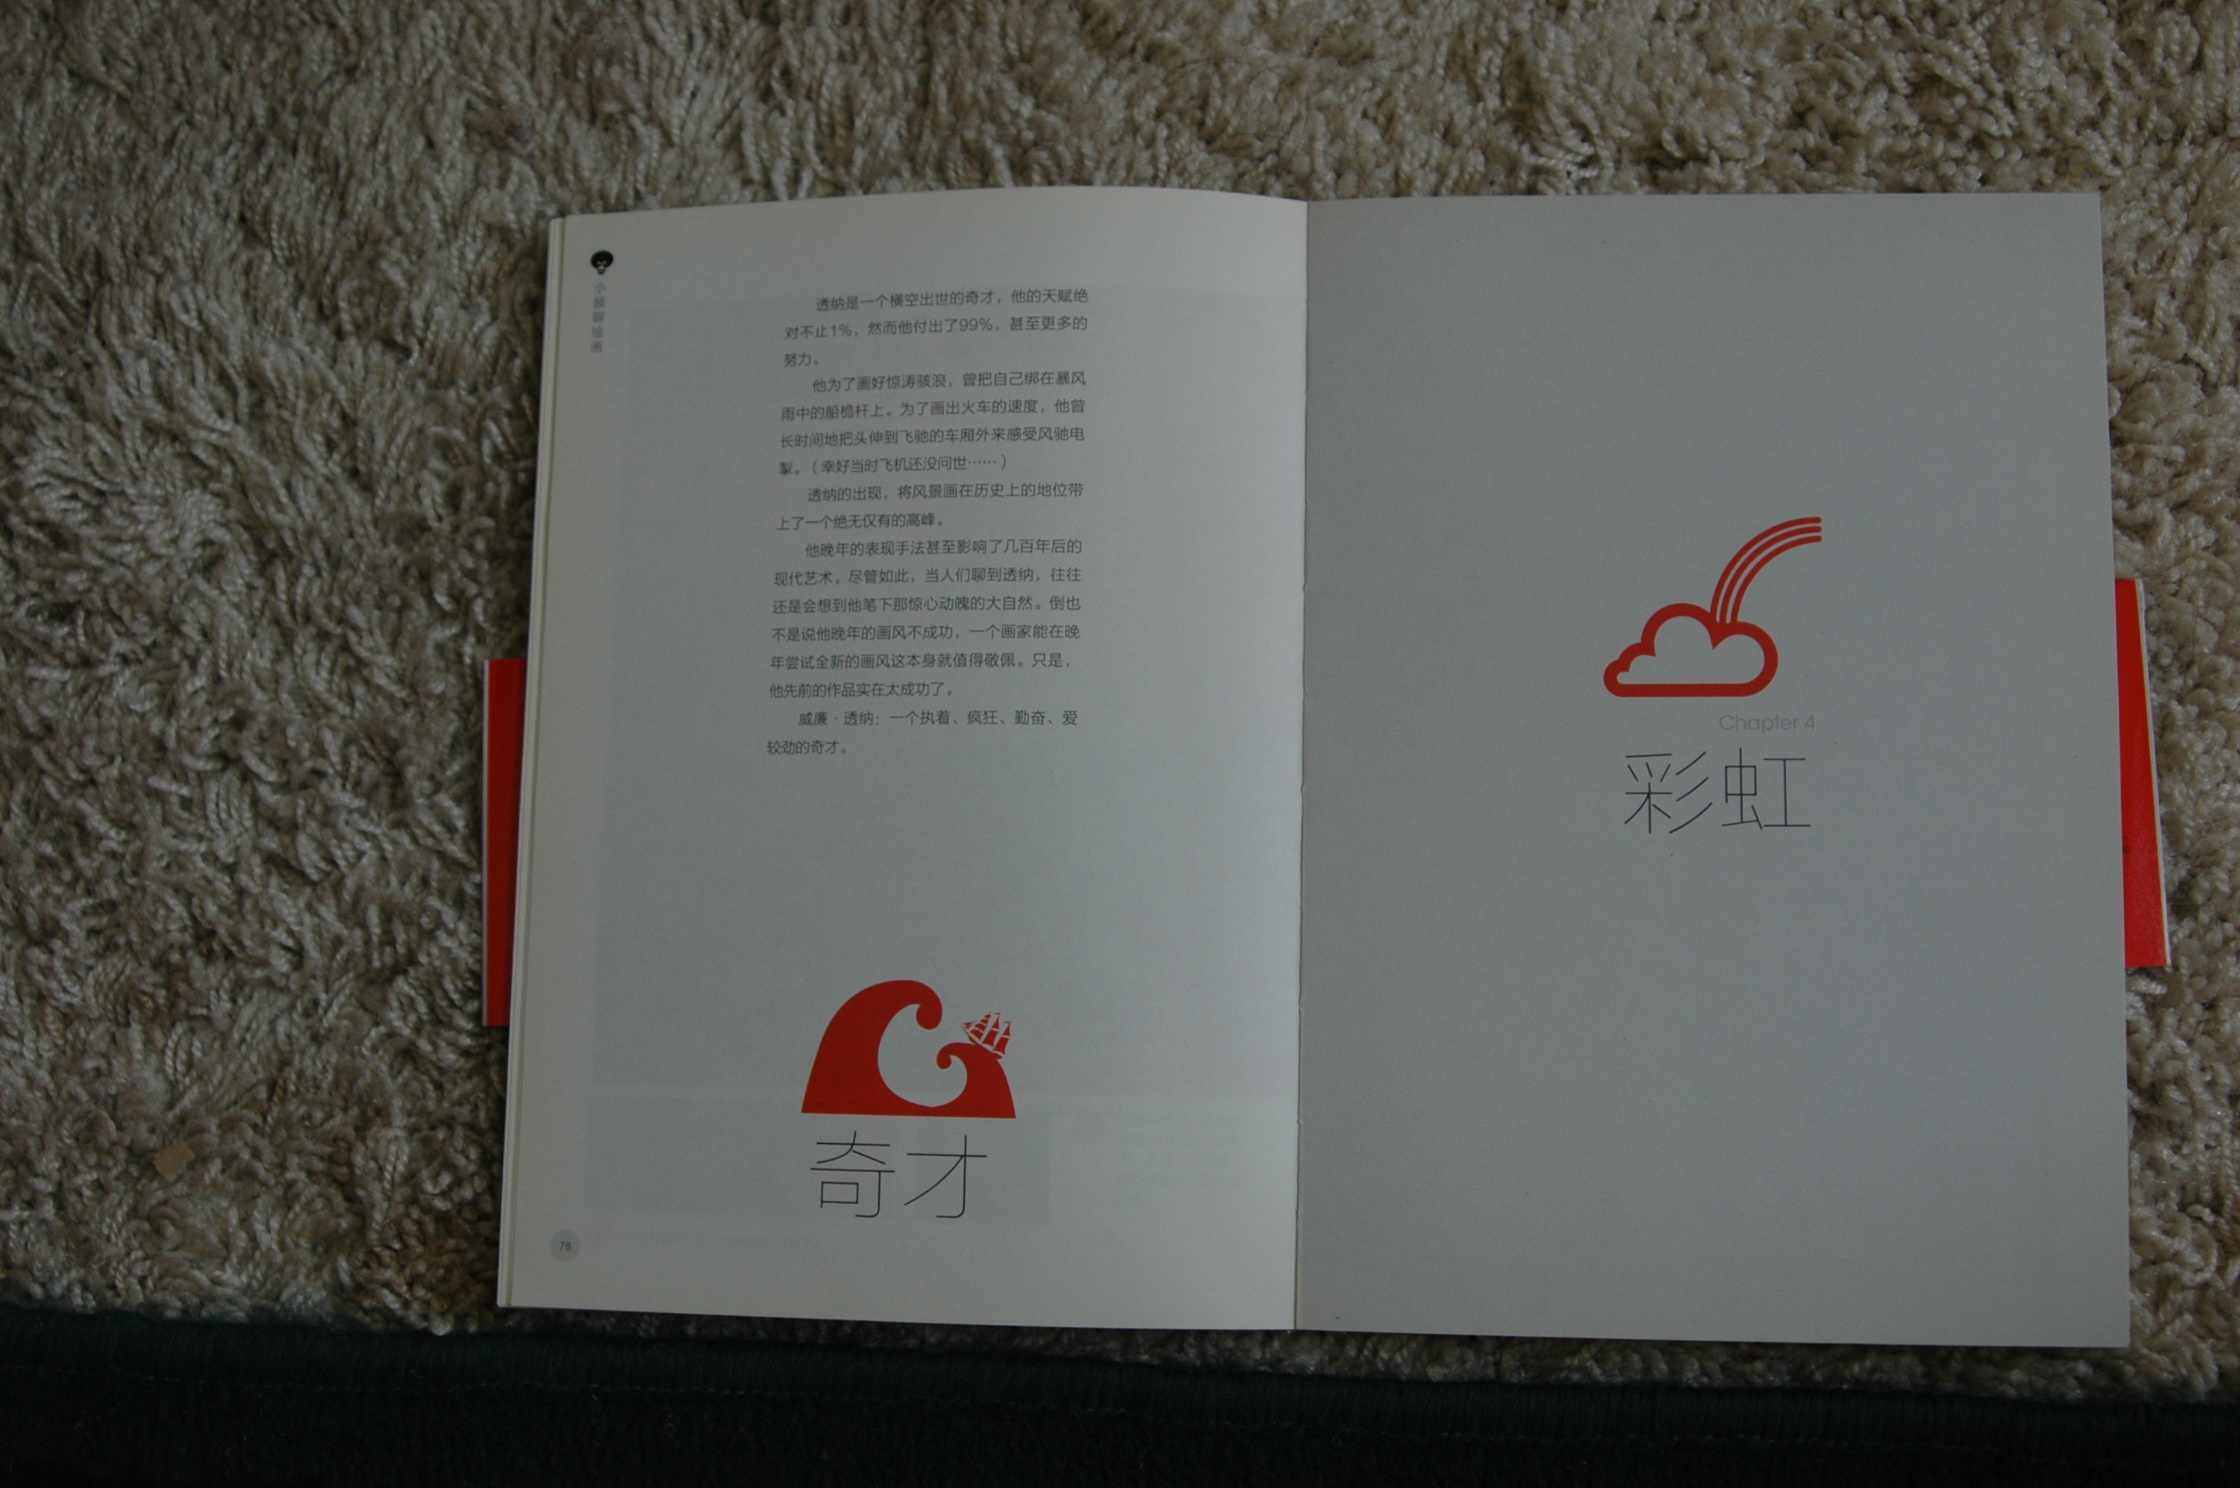 小顾聊绘画
透纳是一个横空出世的奇才，他的天赋绝
对不止1%，然而他付出了99%，甚至更多的
努力。
他为了画好惊涛骇浪，曾把自己绑在暴风
雨中的船桅杆上。为了画出火车的速度，他曾
长时间地把头伸到飞驰的车厢外来感受风驰电
掣。（幸好当时飞机还没问世……）
透纳的出现，将风景画在历史上的地位带
上了一个绝无仅有的高峰。
他晚年的表现手法甚至影响了几百年后的
现代艺术。尽管如此，当人们聊到透纳，往往
还是会想到他笔下那惊心动魄的大自然。倒也
不是说他晚年的画风不成功，一个画家能在晚
年尝试全新的画风这本身就值得敬佩。只是，
他先前的作品实在太成功了。
威廉·透纳：一个执着、疯狂、勤奋、爱
较劲的奇才。
奇才
78
Chapter 4
彩虹